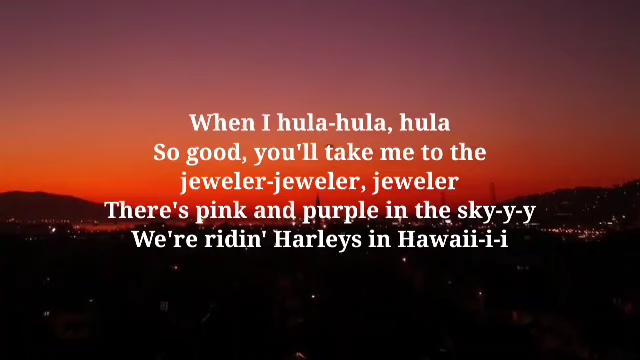 When I hula-hula, hula
So good, you'll take me to the
jeweler-jeweler, jeweler
There's pink and purple in the sky-y-y
We're ridin' Harleys in Hawaii-i-i